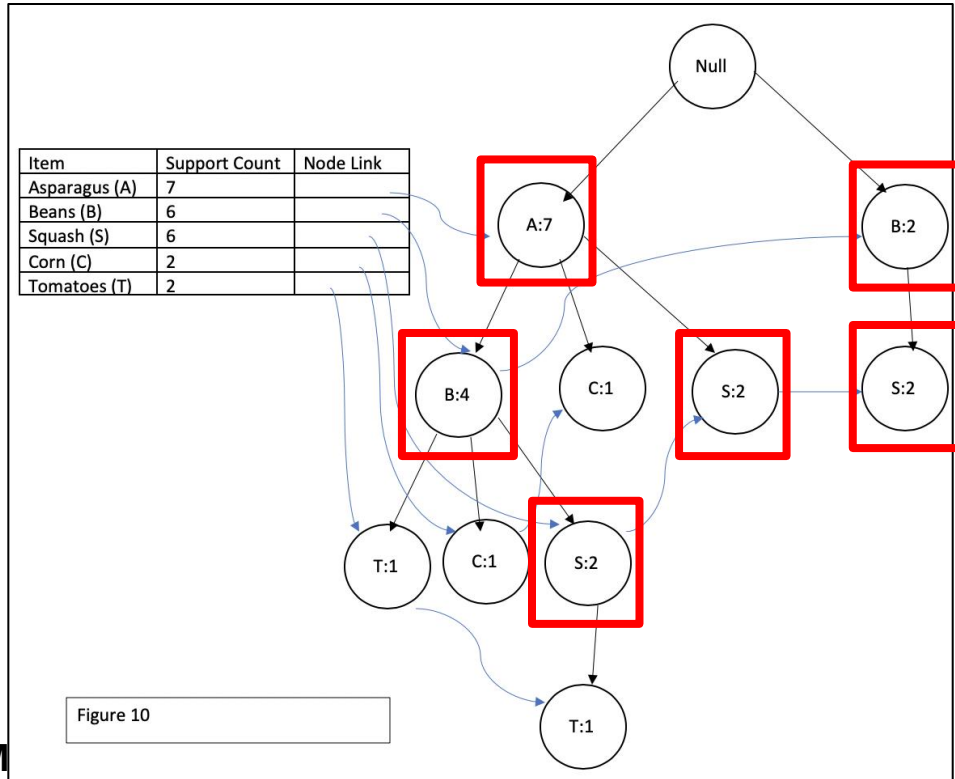 Null
Item Support Count Node Link
Asparagus (A) 7
Beans (B) 6
Squash (S) 6
Corn (C) 2
Tomatoes (T) 2
A:7
B:2
B:4
C:1
S:2
S:2
T:1
C:1
S:2
T:1
Figure 10